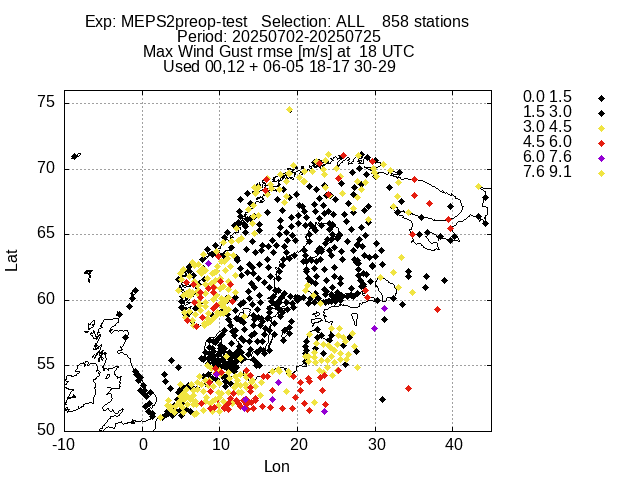 Exp: MEPS2preop-test   Selection: ALL    858 stations
Period: 20250702-20250725
Max Wind Gust rmse [m/s] at  18 UTC
Used 00,12 + 06-05 18-17 30-29
0.0 1.5
1.5 3.0
3.0 4.5
4.5 6.0
6.0 7.6
7.6 9.1
75
70
65
60
55
50
Lat
-10 0 10 20 30 40
Lon